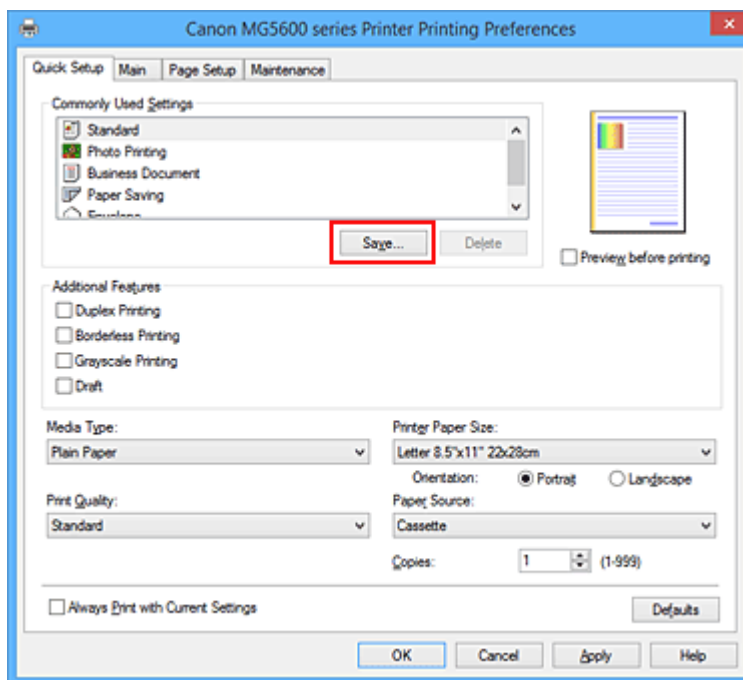 Canon MG5600 series Printer Printing Preferences
Quick Setup Main Page Setup Maintenance
Commonly Used Settings
Standard
Photo Printing
Business Document
Paper Saving
Envelope
Save... Delete
Preview before printing
Additional Features
Duplex Printing
Borderless Printing
Grayscale Printing
Draft
Media Type: Printer Paper Size:
Plain Paper Letter 8.5"x11" 22x28cm
Orientation: Portrait Landscape
Print Quality: Paper Source:
Standard Cassette
Copies: 1 (1-999)
Always Print with Current Settings Defaults
OK Cancel Apply Help